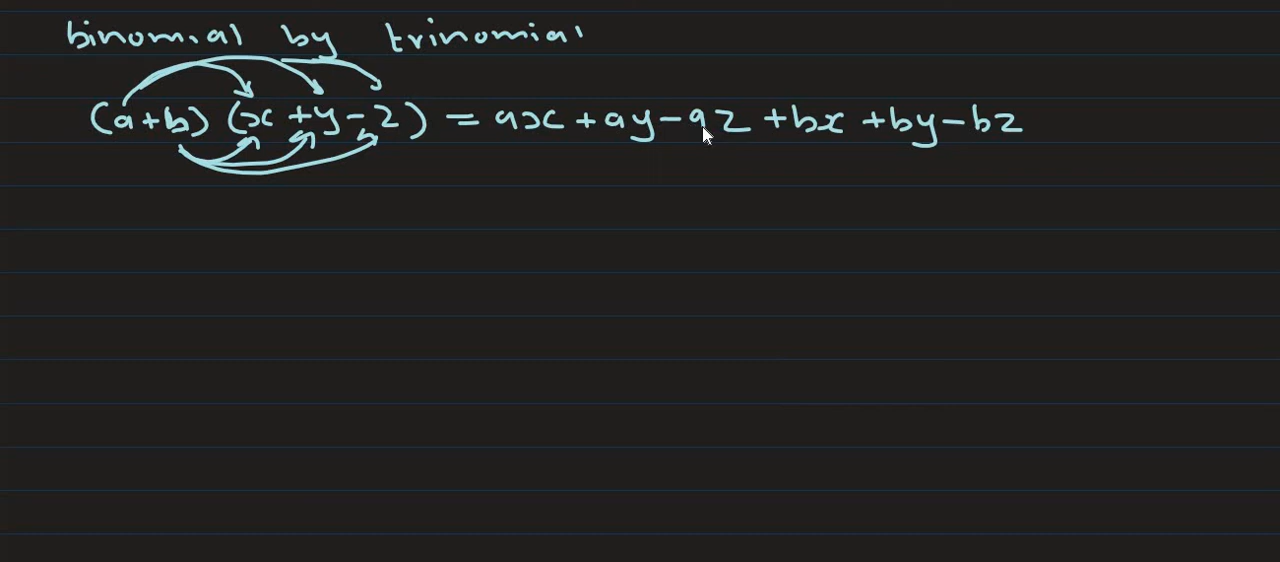 binomial by trinomial
(a+b) (x+y-z) = ax + ay - az + bx + by - bz